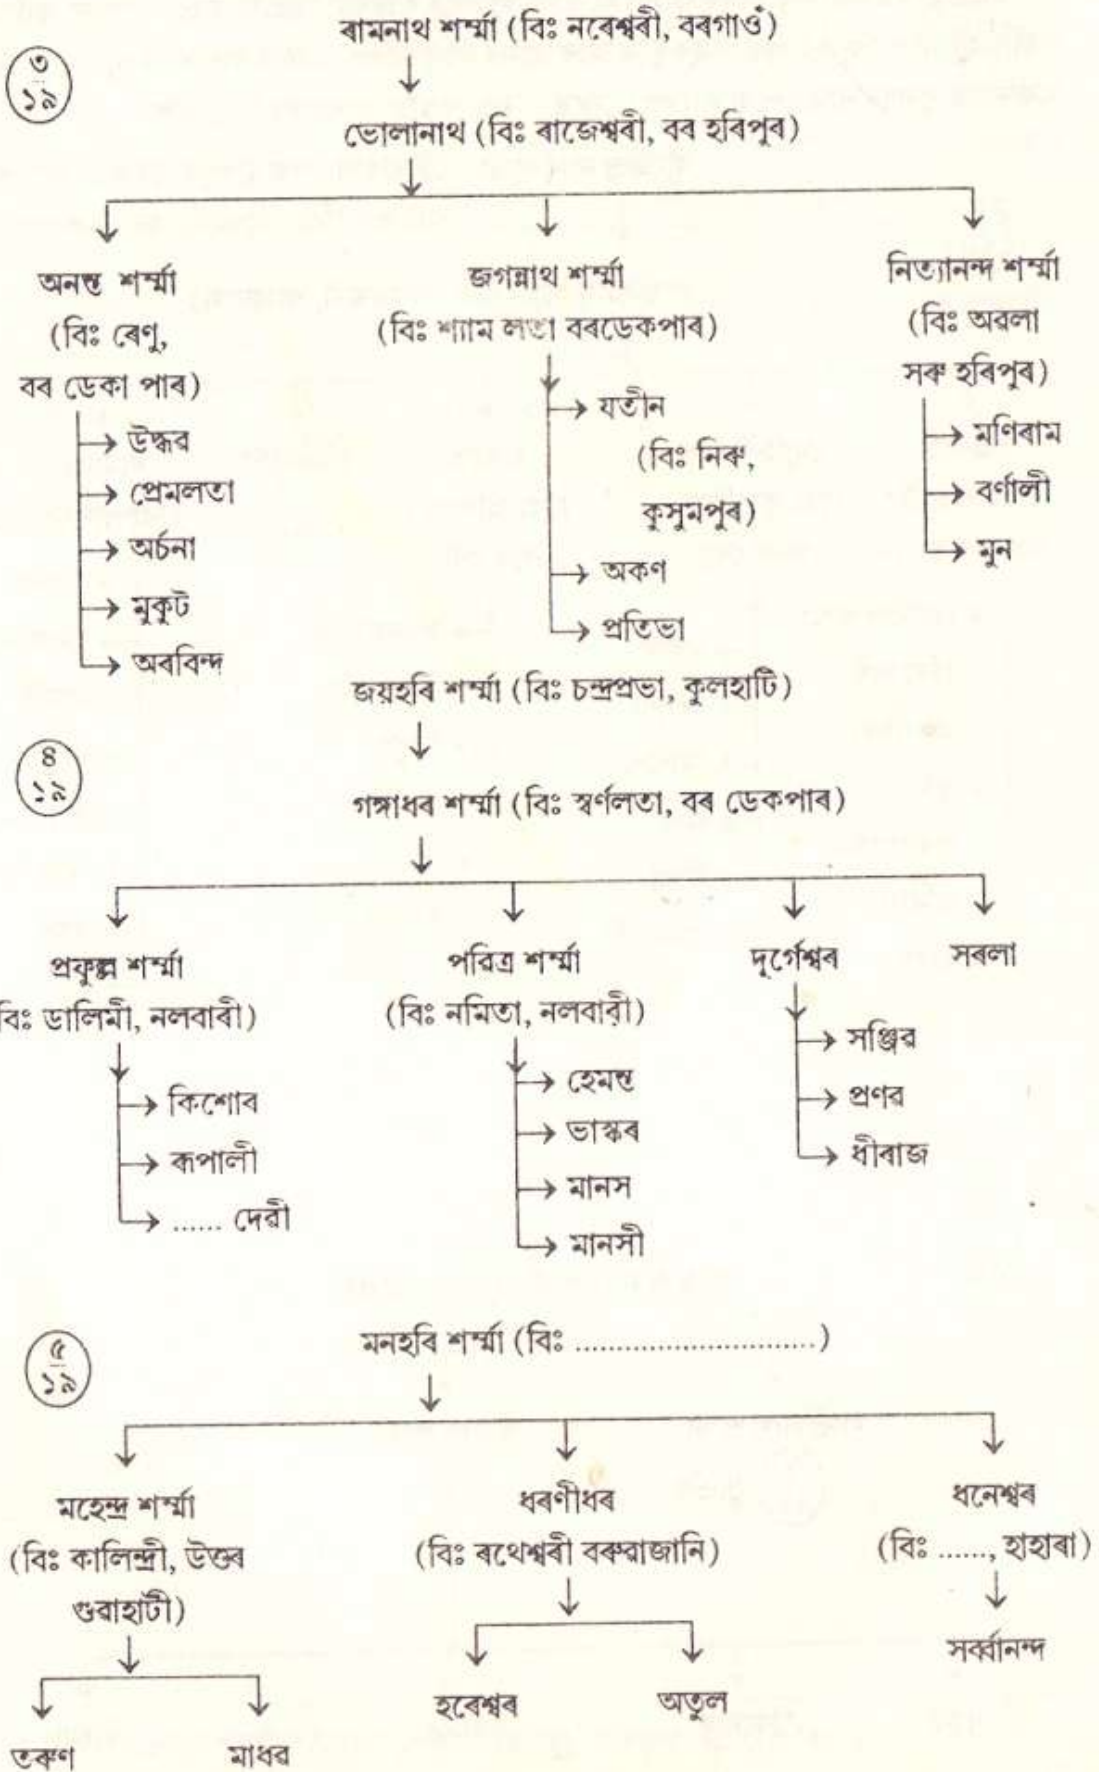 ৰামনাথ শৰ্ম্মা (বিঃ নৰেশ্বৰী, বৰগাওঁ)
৩
১৯
ভোলানাথ (বিঃ ৰাজেশ্বৰী, বৰ হৰিপুৰ)
অনন্ত শৰ্ম্মা
(বিঃ ৰেণু,
বৰ ডেকা পাৰ)
উদ্ধৱ
প্ৰেমলতা
অৰ্চনা
মুকুট
অৰবিন্দ
জগন্নাথ শৰ্ম্মা
(বিঃ শ্যাম লতা বৰডেকপাৰ)
যতীন
(বিঃ নিৰু,
কুসুমপুৰ)
অৰুণ
প্ৰতিভা
নিত্যানন্দ শৰ্ম্মা
(বিঃ অৱলা
সৰু হৰিপুৰ)
মণিৰাম
বৰ্ণালী
মুন
জয়হৰি শৰ্ম্মা (বিঃ চন্দ্ৰপ্ৰভা, কুলহাটি)
৪
১৯
গঙ্গাধৰ শৰ্ম্মা (বিঃ স্বৰ্ণলতা, বৰ ডেকপাৰ)
প্ৰফুল্ল শৰ্ম্মা
বিঃ ডালিমী, নলবাৰী)
কিশোৰ
ৰূপালী
...... দেৱী
পবিত্ৰ শৰ্ম্মা
(বিঃ নমিতা, নলবাৰী)
হেমন্ত
ভাস্কৰ
মানস
মানসী
দূৰ্গেশ্বৰ
সঞ্জিৱ
প্ৰণৱ
ধীৰাজ
সৰলা
মনহৰি শৰ্ম্মা (বিঃ ............................)
৫
১৯
মহেন্দ্ৰ শৰ্ম্মা
(বিঃ কালিন্দ্ৰী, উত্তৰ
গুৱাহাটী)
তৰুণ
মাধৱ
ধৰণীধৰ
(বিঃ ৰথেশ্বৰী বৰুৱাজানি)
হৰেশ্বৰ
অতুল
ধনেশ্বৰ
(বিঃ ......, হাহাৰা)
সৰ্ব্বানন্দ